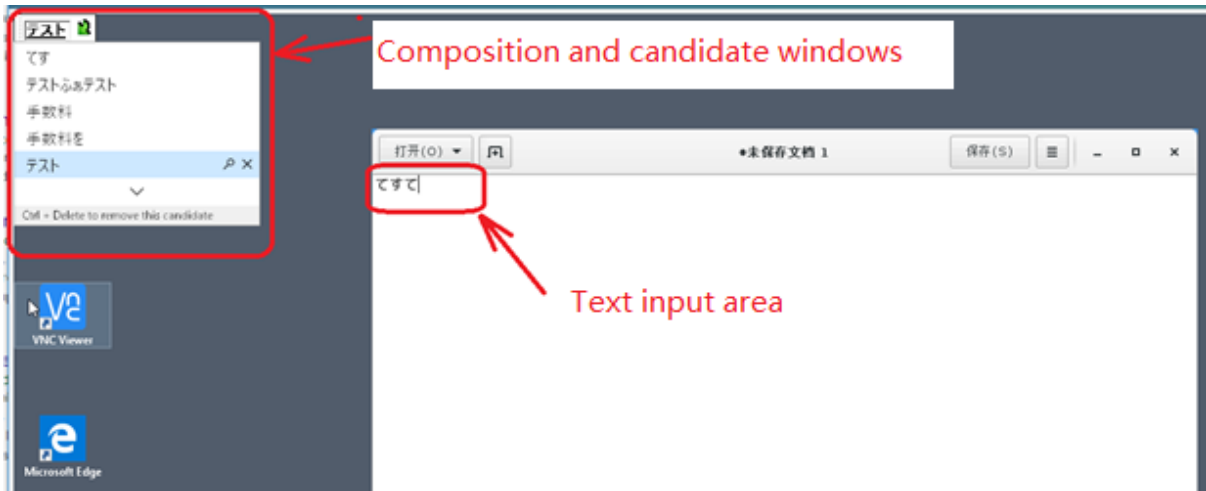 テスト
てす
テストふぁテスト
手数料
手数料を
テスト
Ctrl + Delete to remove this candidate
Composition and candidate windows
打开(O)
•未保存文档 1
保存(S)
てすて
Text input area
VNC Viewer
Microsoft Edge